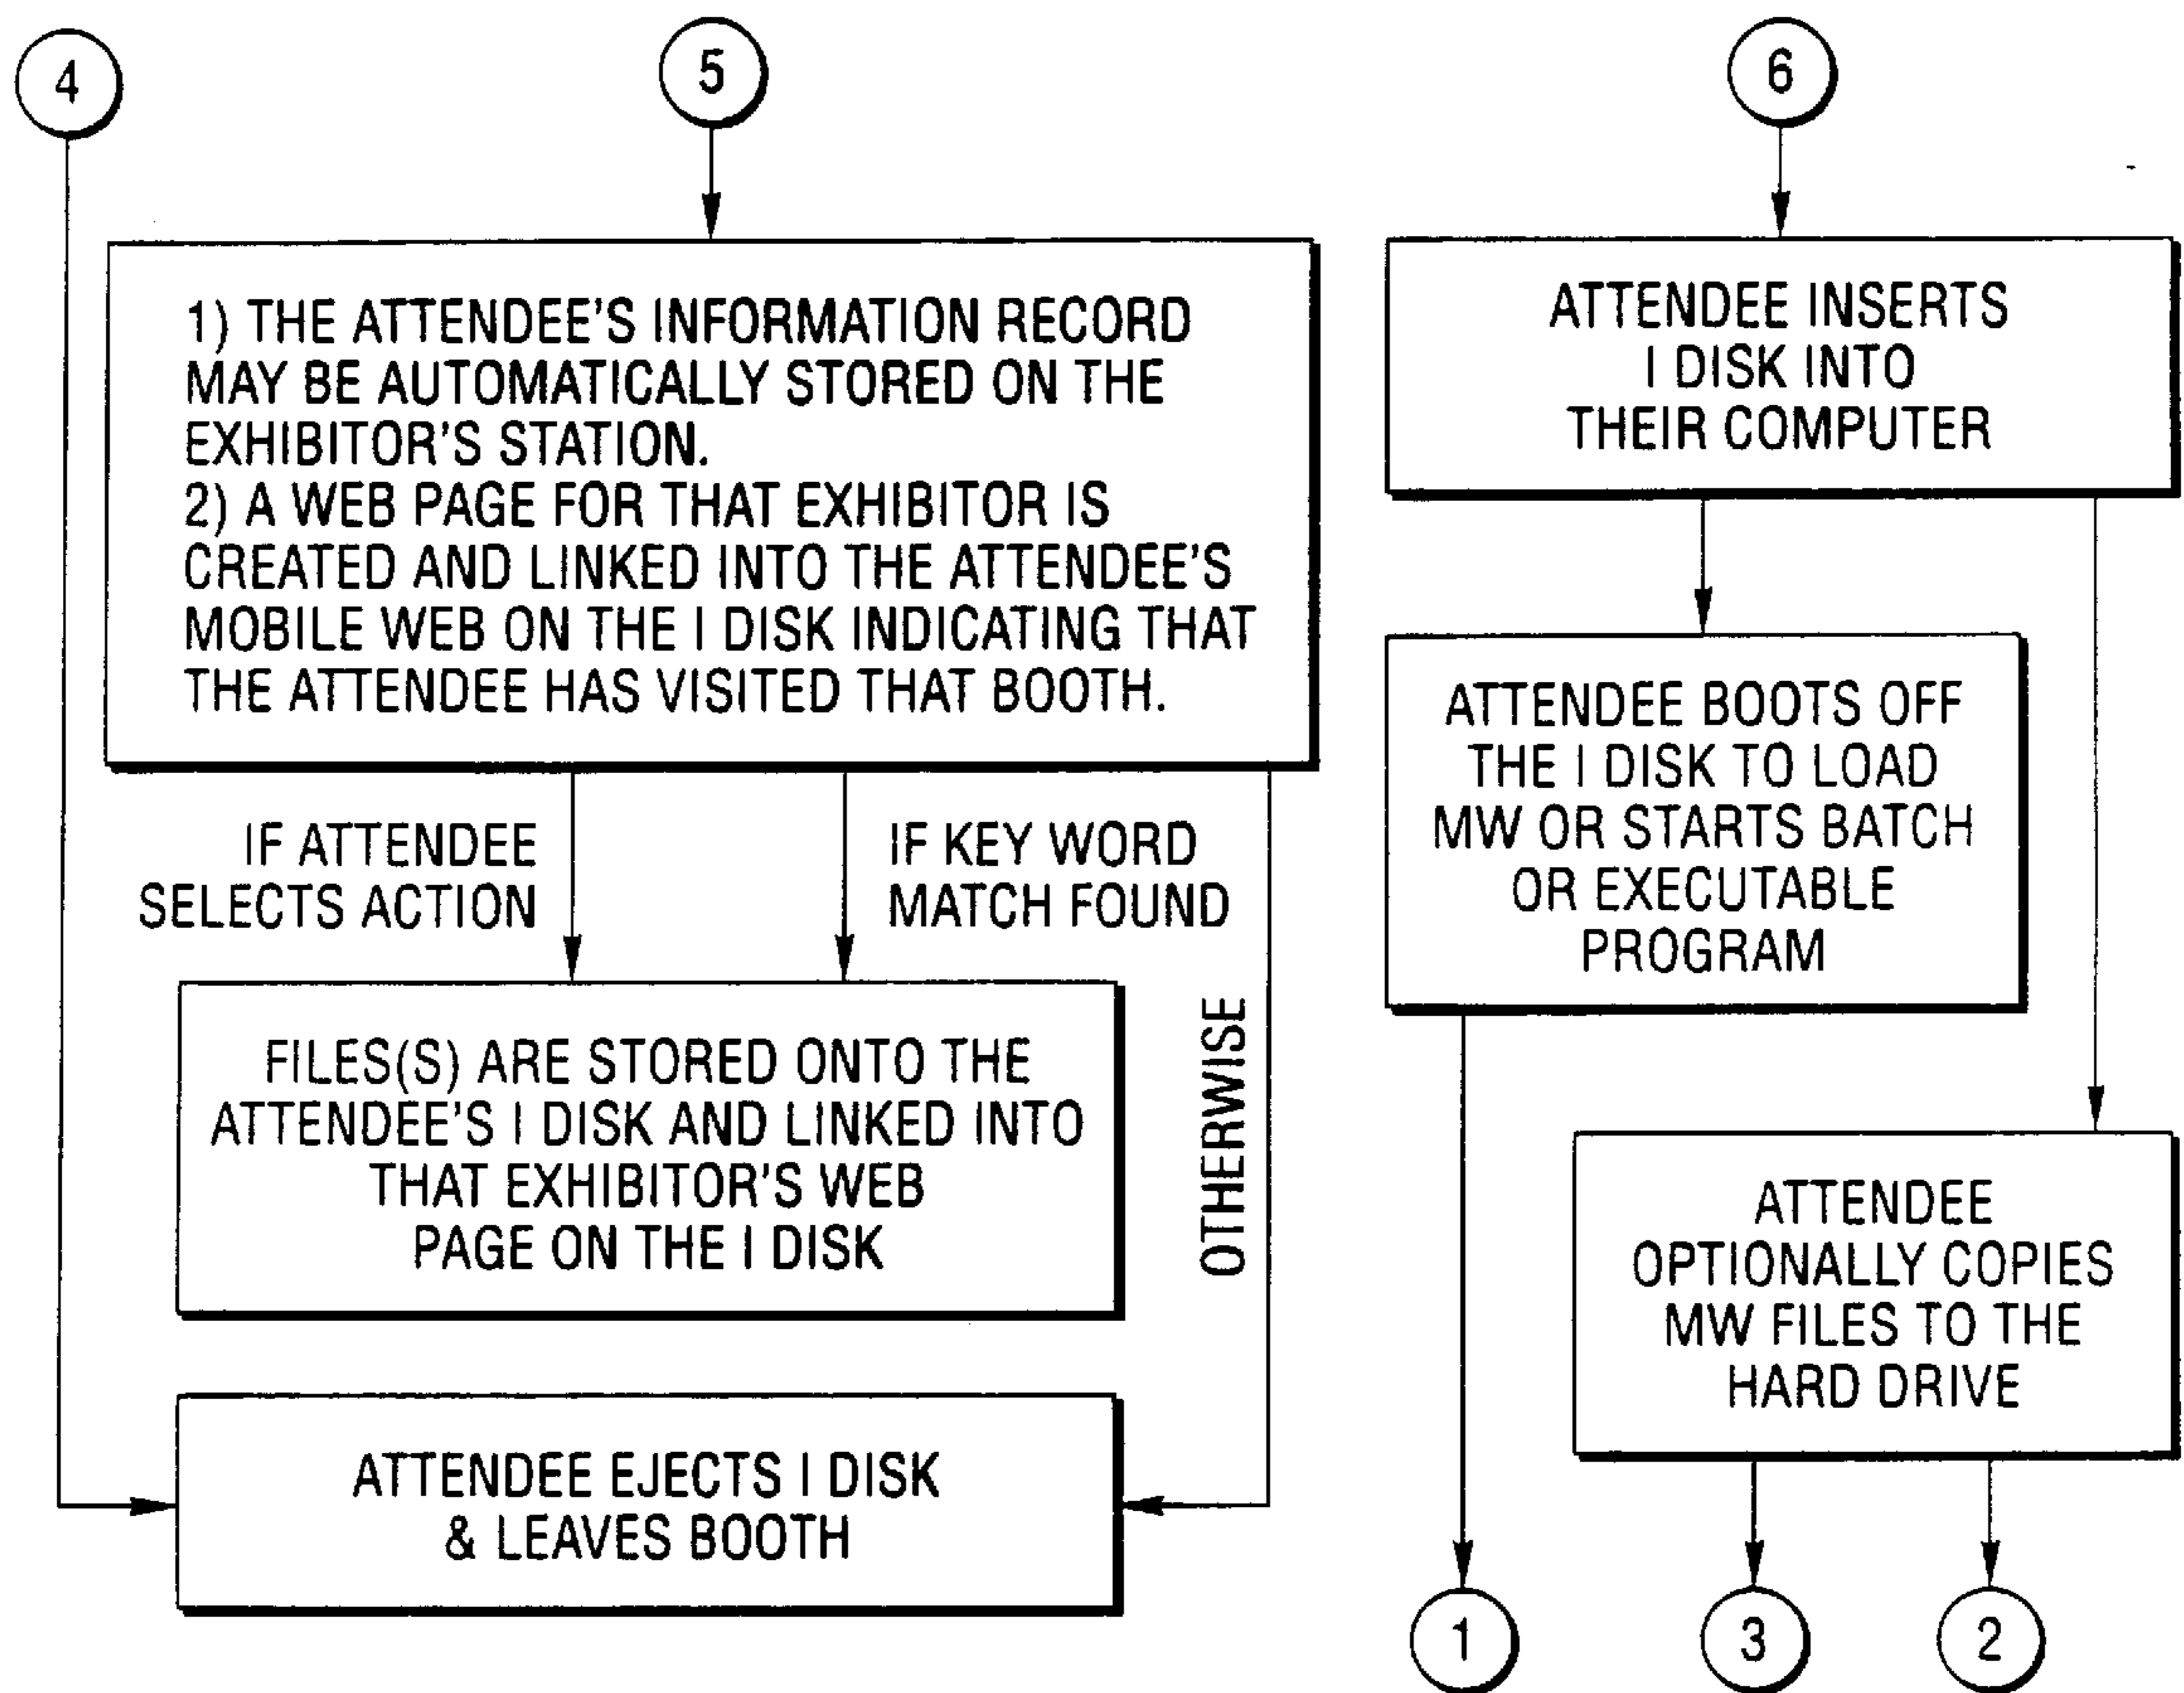 4
5
6
1) THE ATTENDEE'S INFORMATION RECORD
MAY BE AUTOMATICALLY STORED ON THE
EXHIBITOR'S STATION.
2) A WEB PAGE FOR THAT EXHIBITOR IS
CREATED AND LINKED INTO THE ATTENDEE'S
MOBILE WEB ON THE I DISK INDICATING THAT
THE ATTENDEE HAS VISITED THAT BOOTH.
IF ATTENDEE
SELECTS ACTION
IF KEY WORD
MATCH FOUND
OTHERWISE
FILES(S) ARE STORED ONTO THE
ATTENDEE'S I DISK AND LINKED INTO
THAT EXHIBITOR'S WEB
PAGE ON THE I DISK
ATTENDEE EJECTS I DISK
& LEAVES BOOTH
ATTENDEE INSERTS
I DISK INTO
THEIR COMPUTER
ATTENDEE BOOTS OFF
THE I DISK TO LOAD
MW OR STARTS BATCH
OR EXECUTABLE
PROGRAM
ATTENDEE
OPTIONALLY COPIES
MW FILES TO THE
HARD DRIVE
1
3
2